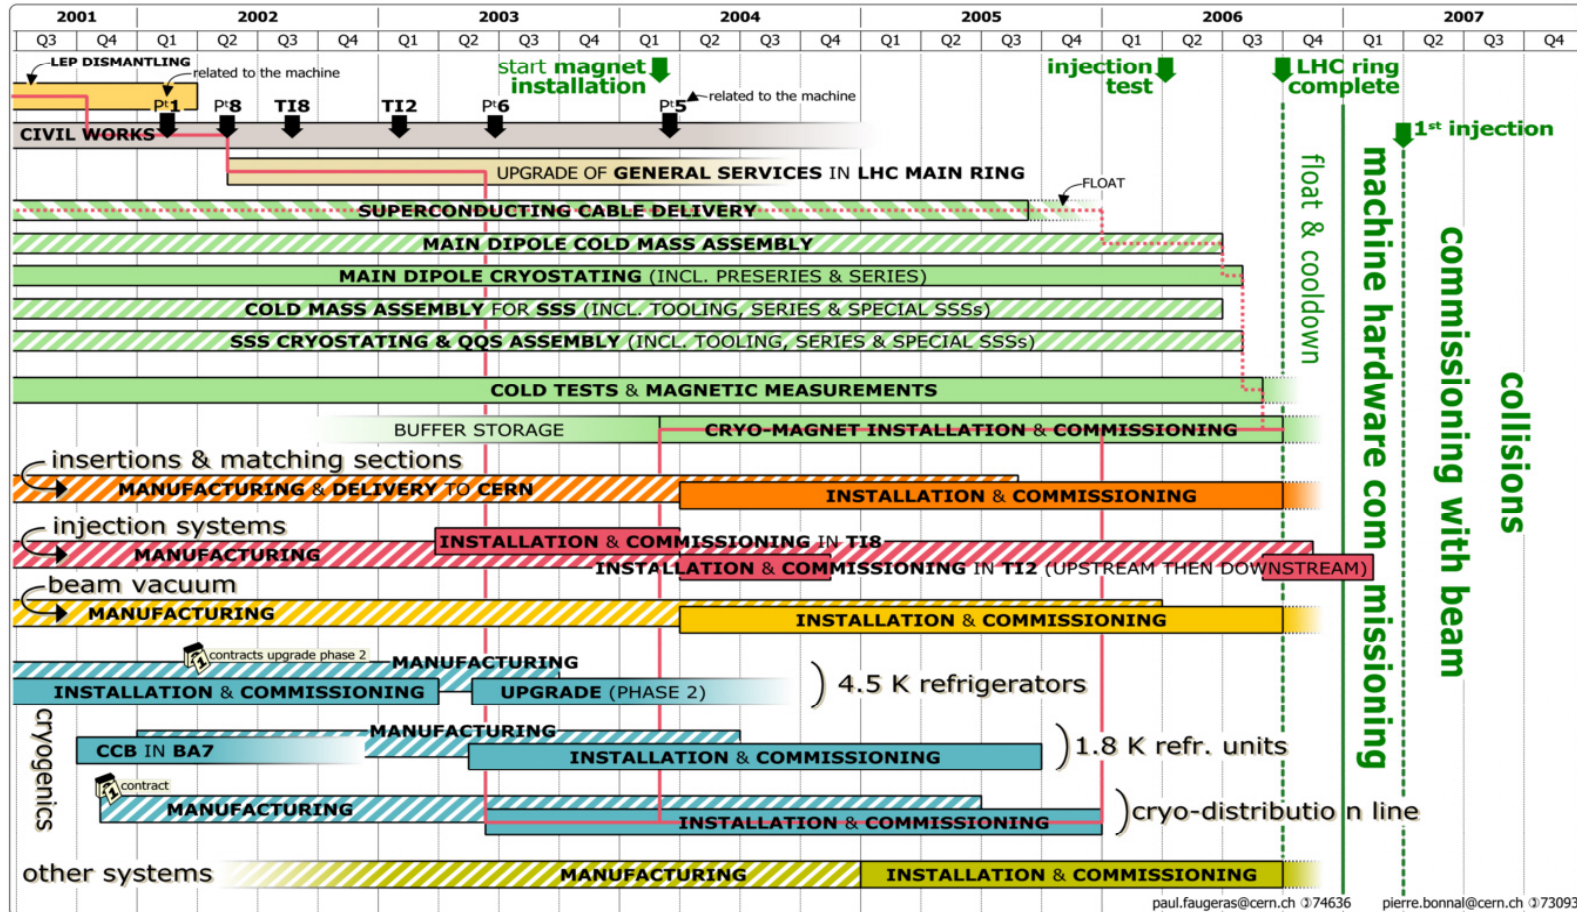 2001 2002 2003 2004 2005 2006 2007
Q3 Q4 Q1 Q2 Q3 Q4 Q1 Q2 Q3 Q4 Q1 Q2 Q3 Q4 Q1 Q2 Q3 Q4 Q1 Q2 Q3 Q4 Q1 Q2 Q3 Q4
LEP DISMANTLING
related to the machine
start magnet
installation
injection
test
LHC ring
complete
Pt1 Pt8 TI8 TI2 Pt6 Pt5
related to the machine
CIVIL WORKS
1st injection
UPGRADE OF GENERAL SERVICES IN LHC MAIN RING
FLOAT
SUPERCONDUCTING CABLE DELIVERY
MAIN DIPOLE COLD MASS ASSEMBLY
MAIN DIPOLE CRYOSTATING (INCL. PRESERIES & SERIES)
COLD MASS ASSEMBLY FOR SSS (INCL. TOOLING, SERIES & SPECIAL SSSs)
SSS CRYOSTATING & QQS ASSEMBLY (INCL. TOOLING, SERIES & SPECIAL SSSs)
COLD TESTS & MAGNETIC MEASUREMENTS
BUFFER STORAGE
CRYO-MAGNET INSTALLATION & COMMISSIONING
float & cooldown
machine hardware com missioning
commissioning with beam
collisions
insertions & matching sections
MANUFACTURING & DELIVERY TO CERN
INSTALLATION & COMMISSIONING
injection systems
INSTALLATION & COMMISSIONING IN TI8
MANUFACTURING
INSTALLATION & COMMISSIONING IN TI2 (UPSTREAM THEN DOWNSTREAM)
beam vacuum
MANUFACTURING
INSTALLATION & COMMISSIONING
cryogenics
1 contracts upgrade phase 2
MANUFACTURING
INSTALLATION & COMMISSIONING
UPGRADE (PHASE 2)
4.5 K refrigerators
MANUFACTURING
CCB IN BA7
INSTALLATION & COMMISSIONING
1.8 K refr. units
1 contract
MANUFACTURING
INSTALLATION & COMMISSIONING
cryo-distributio n line
other systems
MANUFACTURING
INSTALLATION & COMMISSIONING
paul.faugeras@cern.ch ✆74636 pierre.bonnal@cern.ch ✆73093